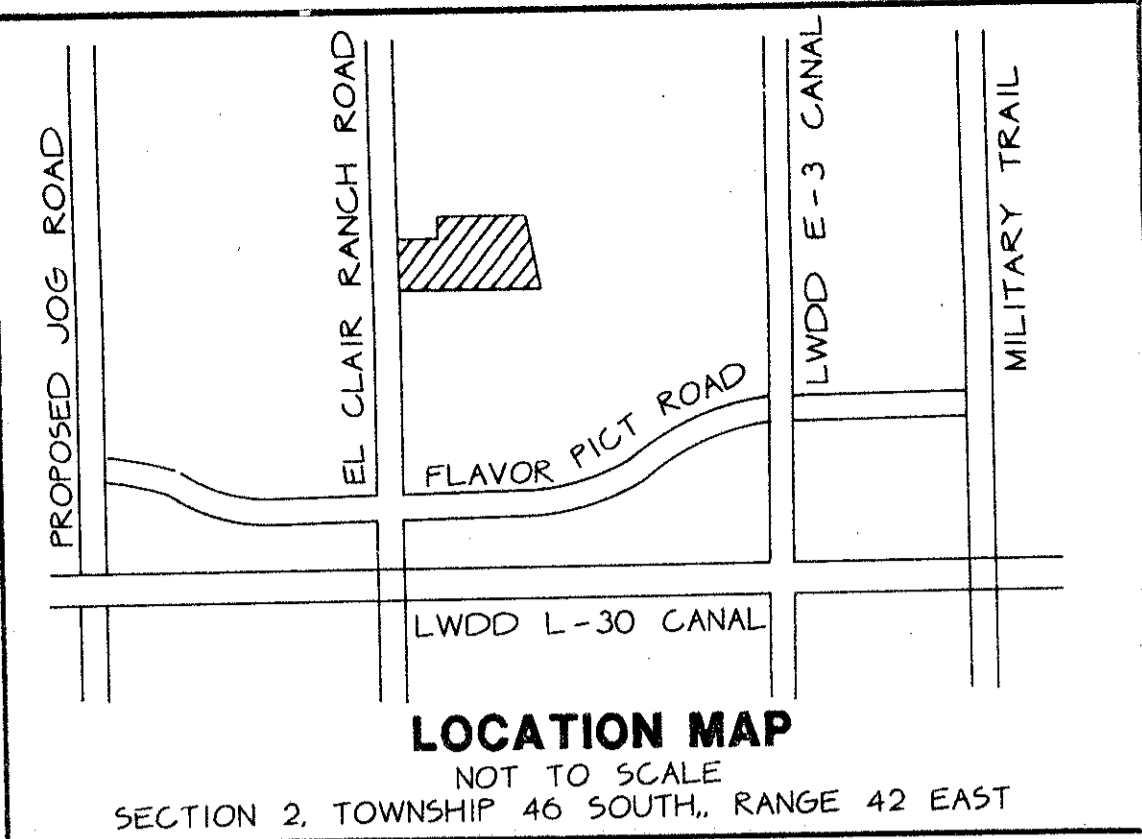 PROPOSED JOG ROAD
EL CLAIR RANCH ROAD
LWDD E-3 CANAL
MILITARY TRAIL
FLAVOR PICT ROAD
LWDD L-30 CANAL
LOCATION MAP
NOT TO SCALE
SECTION 2, TOWNSHIP 46 SOUTH,, RANGE 42 EAST